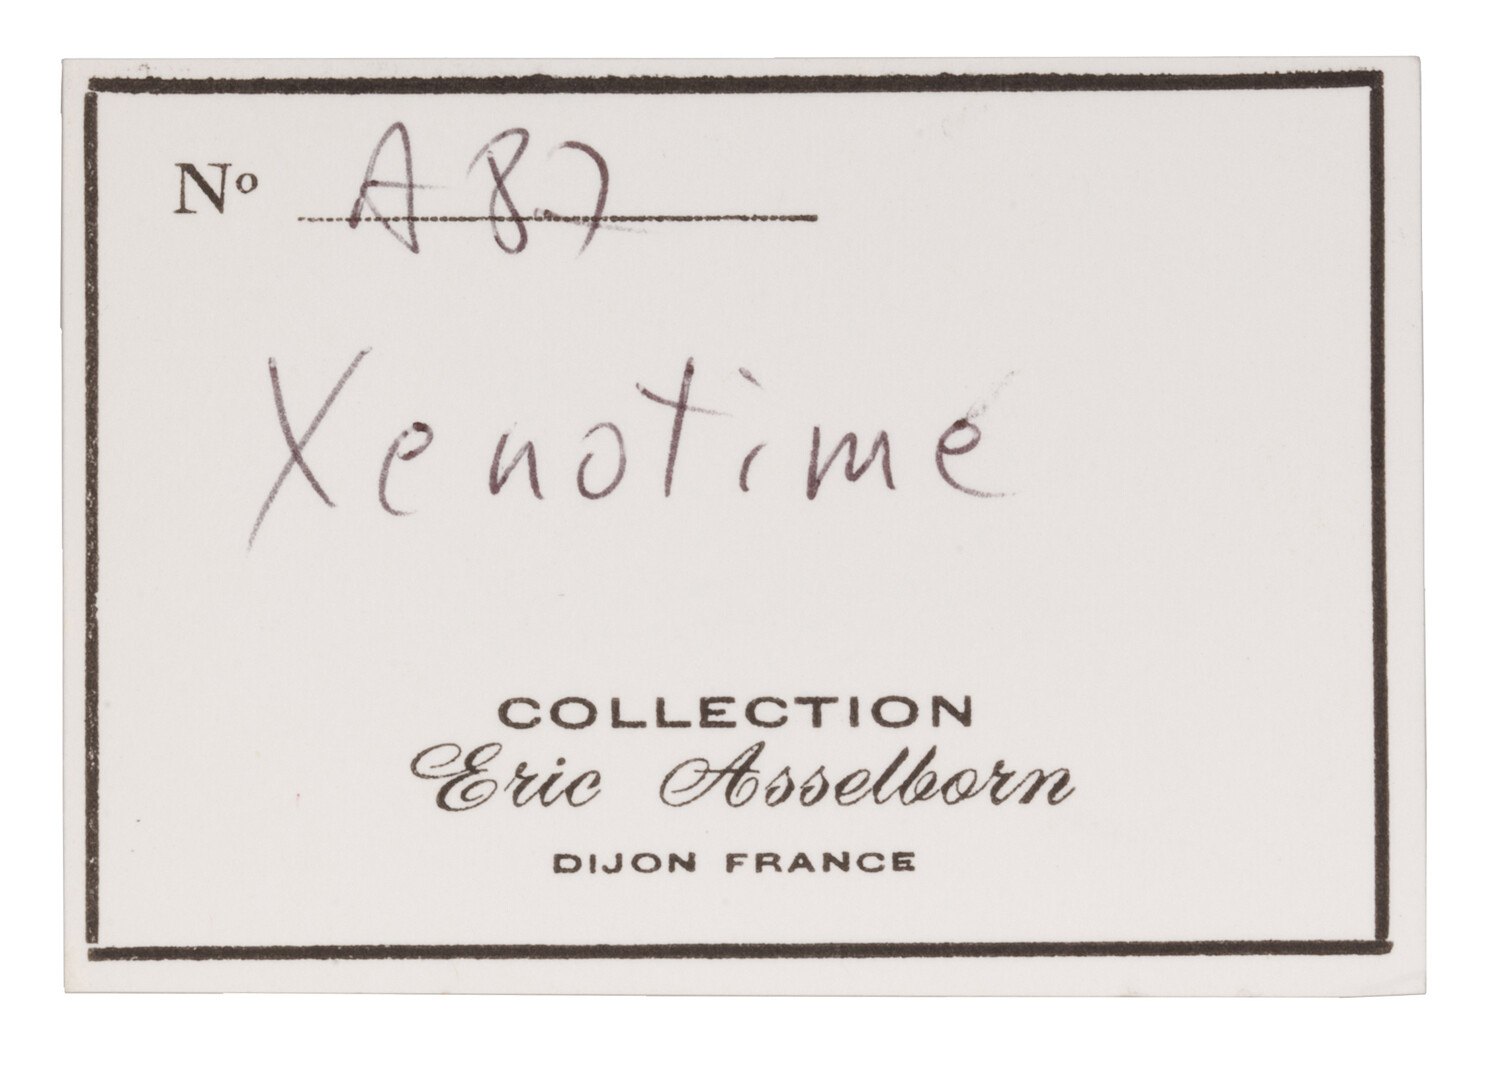 Nº A87
Xenotime
COLLECTION
Eric Asselborn
DIJON FRANCE